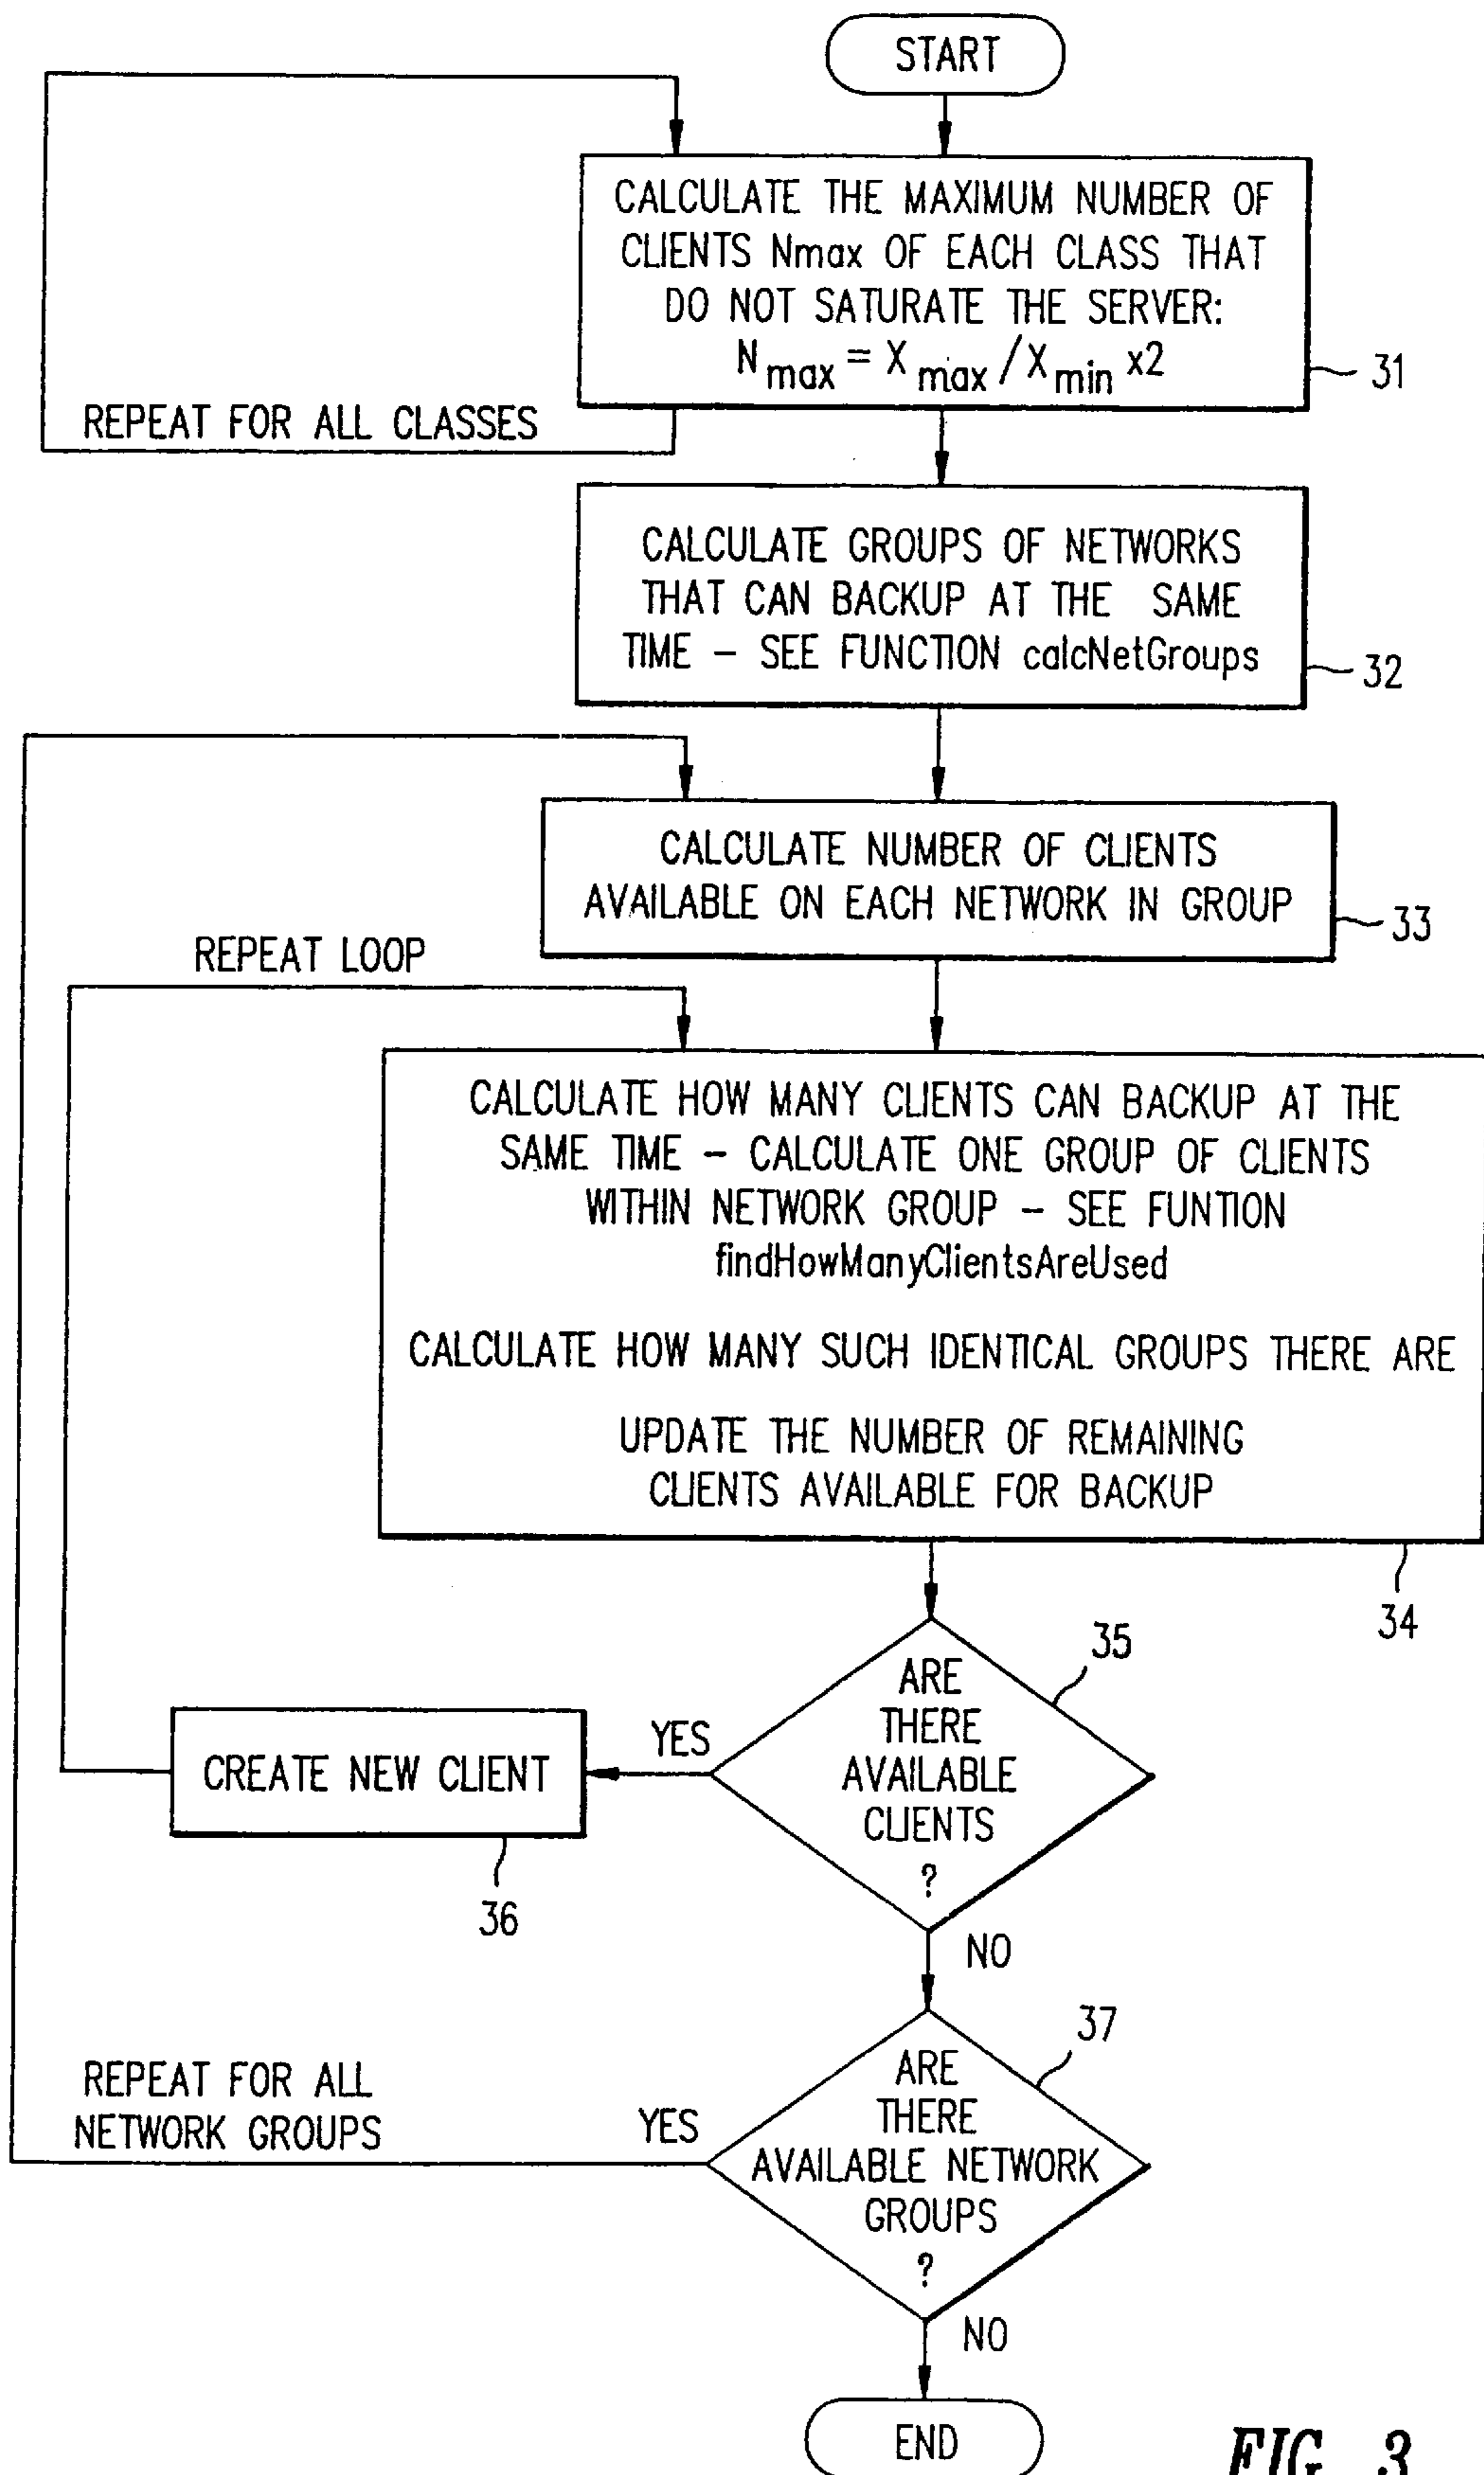 START
CALCULATE THE MAXIMUM NUMBER OF
CLIENTS Nmax OF EACH CLASS THAT
DO NOT SATURATE THE SERVER:
N max = X max / X min x2
31
REPEAT FOR ALL CLASSES
CALCULATE GROUPS OF NETWORKS
THAT CAN BACKUP AT THE SAME
TIME – SEE FUNCTION calcNetGroups
32
CALCULATE NUMBER OF CLIENTS
AVAILABLE ON EACH NETWORK IN GROUP
33
REPEAT LOOP
CALCULATE HOW MANY CLIENTS CAN BACKUP AT THE
SAME TIME – CALCULATE ONE GROUP OF CLIENTS
WITHIN NETWORK GROUP – SEE FUNTION
findHowManyClientsAreUsed
CALCULATE HOW MANY SUCH IDENTICAL GROUPS THERE ARE
UPDATE THE NUMBER OF REMAINING
CLIENTS AVAILABLE FOR BACKUP
34
35
ARE
THERE
AVAILABLE
CLIENTS
?
YES
CREATE NEW CLIENT
36
NO
37
ARE
THERE
AVAILABLE NETWORK
GROUPS
?
YES
REPEAT FOR ALL
NETWORK GROUPS
NO
END
FIG. 3